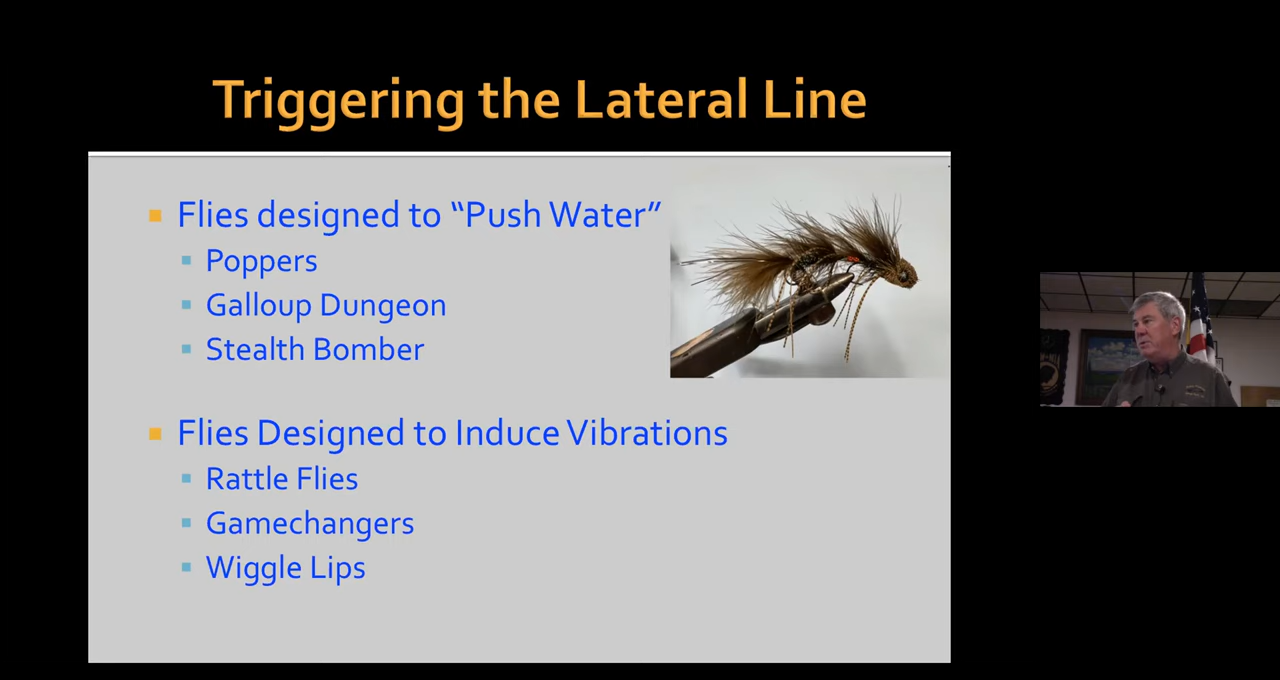 Triggering the Lateral Line
Flies designed to “Push Water”
Poppers
Galloup Dungeon
Stealth Bomber
Flies Designed to Induce Vibrations
Rattle Flies
Gamechangers
Wiggle Lips